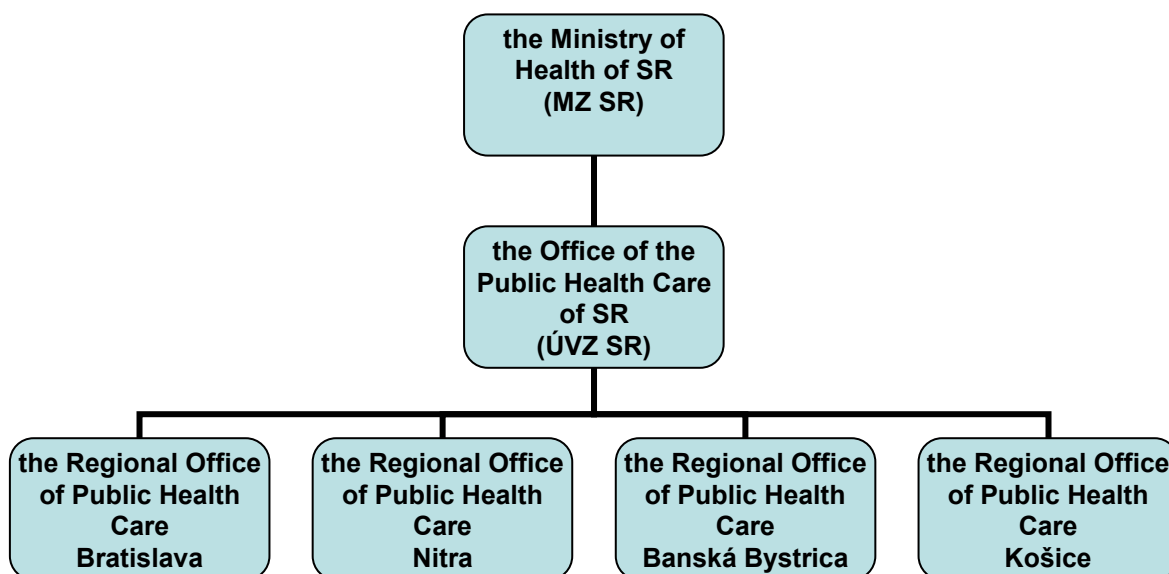 the Ministry of
Health of SR
(MZ SR)
the Office of the
Public Health Care
of SR
(ÚVZ SR)
the Regional Office
of Public Health
Care
Bratislava
the Regional Office
of Public Health
Care
Nitra
the Regional Office
of Public Health
Care
Banská Bystrica
the Regional Office
of Public Health
Care
Košice